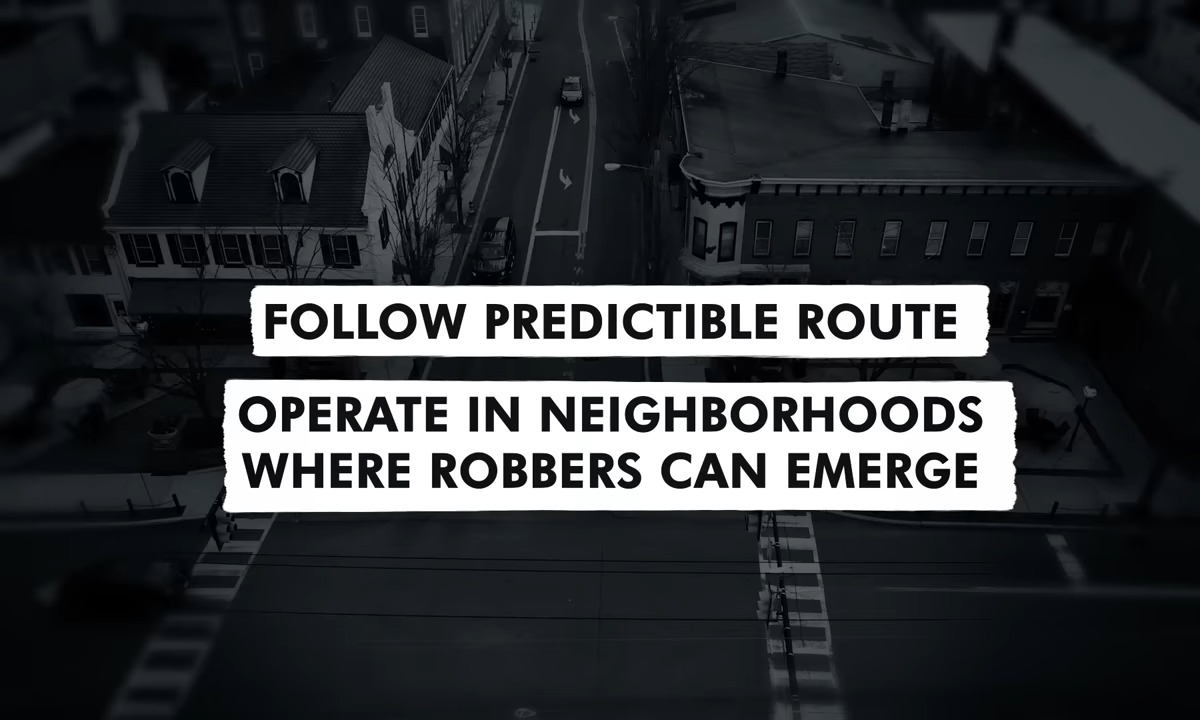 FOLLOW PREDICTIBLE ROUTE
OPERATE IN NEIGHBORHOODS
WHERE ROBBERS CAN EMERGE